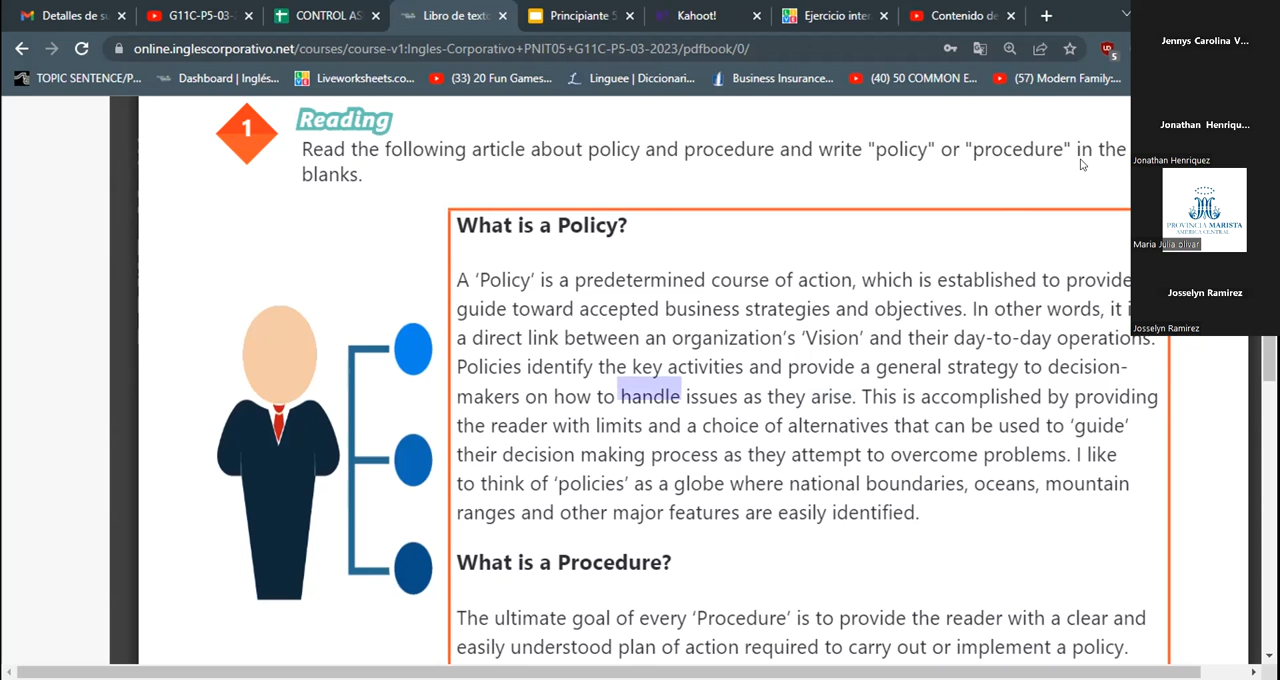 Detalles de su
G11C-P5-03-
CONTROL AS
Libro de text
Principiante 5
Kahoot!
Ejercicio inter
Contenido de
online.inglescorporativo.net/courses/course-v1:Ingles-Corporativo+PNIT05+G11C-P5-03-2023/pdfbook/0/
TOPIC SENTENCE/P...
Dashboard | Inglés...
Liveworksheets.co...
(33) 20 Fun Games...
Linguee | Diccionari...
Business Insurance...
(40) 50 COMMON E...
(57) Modern Family:...
5
Jennys Carolina V...
Jonathan Henriqu...
Jonathan Henriquez
PROVINCIA MARISTA
AMÉRICA CENTRAL
Maria Julia olivar
Josselyn Ramirez
Josselyn Ramirez
1
Reading
Read the following article about policy and procedure and write "policy" or "procedure" in the
blanks.
What is a Policy?
A ‘Policy’ is a predetermined course of action, which is established to provide
guide toward accepted business strategies and objectives. In other words, it i
a direct link between an organization’s ‘Vision’ and their day-to-day operations.
Policies identify the key activities and provide a general strategy to decision-
makers on how to handle issues as they arise. This is accomplished by providing
the reader with limits and a choice of alternatives that can be used to ‘guide’
their decision making process as they attempt to overcome problems. I like
to think of ‘policies’ as a globe where national boundaries, oceans, mountain
ranges and other major features are easily identified.
What is a Procedure?
The ultimate goal of every ‘Procedure’ is to provide the reader with a clear and
easily understood plan of action required to carry out or implement a policy.